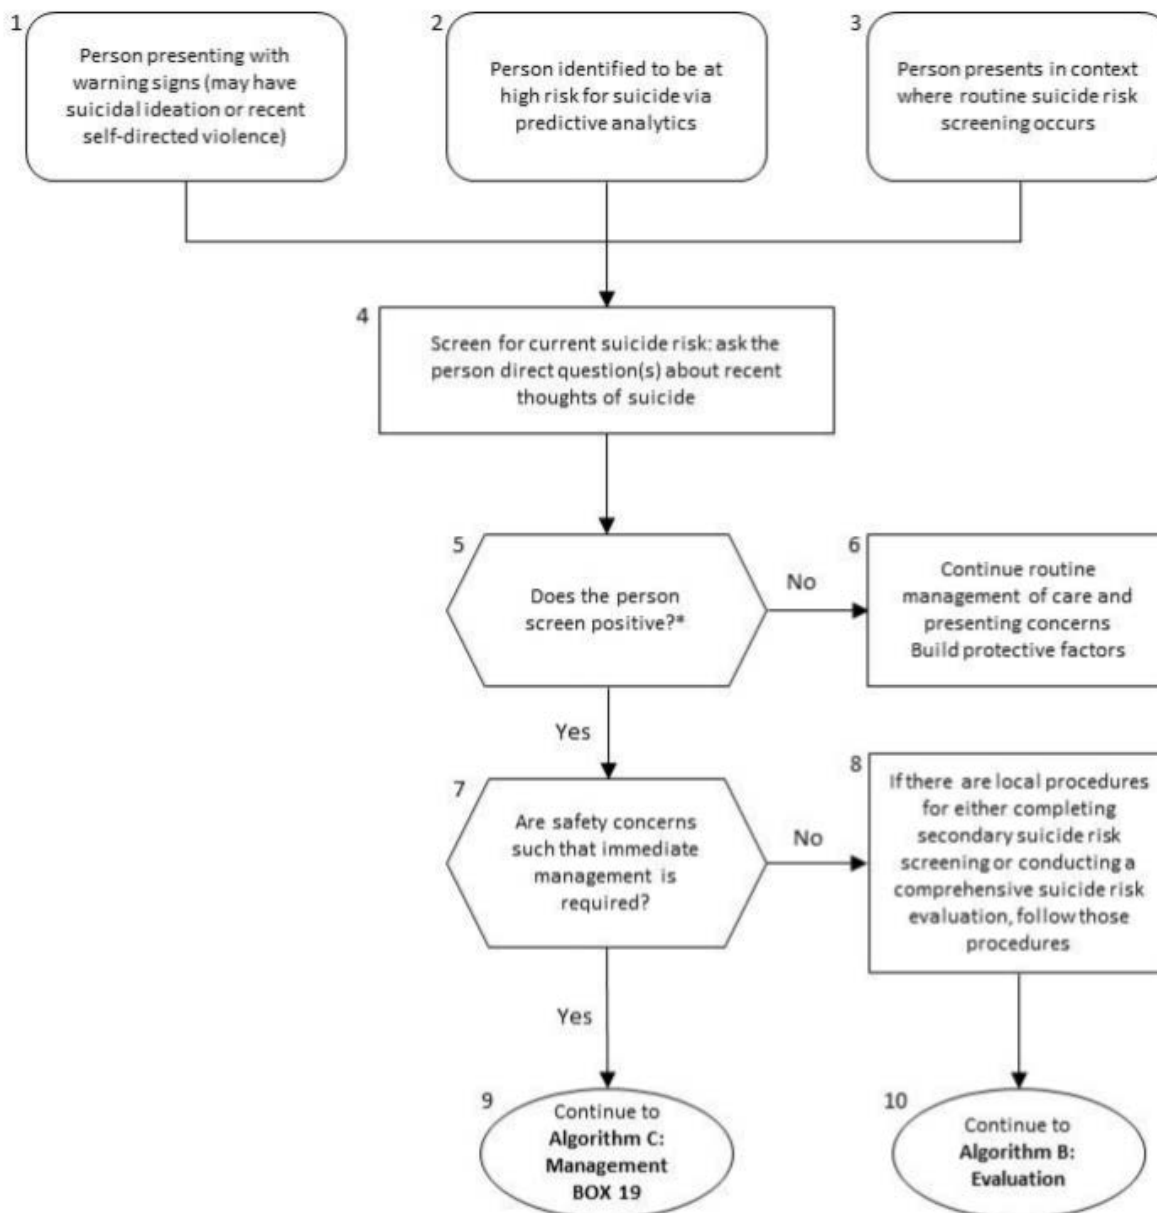 1
Person presenting with
warning signs (may have
suicidal ideation or recent
self-directed violence)
2
Person identified to be at
high risk for suicide via
predictive analytics
3
Person presents in context
where routine suicide risk
screening occurs
4
Screen for current suicide risk: ask the
person direct question(s) about recent
thoughts of suicide
5
Does the person
screen positive?*
No
6
Continue routine
management of care and
presenting concerns
Build protective factors
Yes
7
Are safety concerns
such that immediate
management is
required?
No
8
If there are local procedures
for either completing
secondary suicide risk
screening or conducting a
comprehensive suicide risk
evaluation, follow those
procedures
Yes
9
Continue to
Algorithm C:
Management
BOX 19
10
Continue to
Algorithm B:
Evaluation